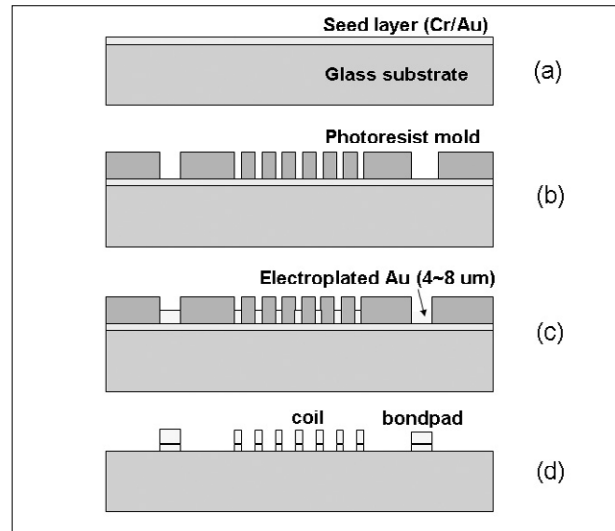 Seed layer (Cr/Au)
Glass substrate
(a)
Photoresist mold
(b)
Electroplated Au (4~8 um)
(c)
coil
bondpad
(d)